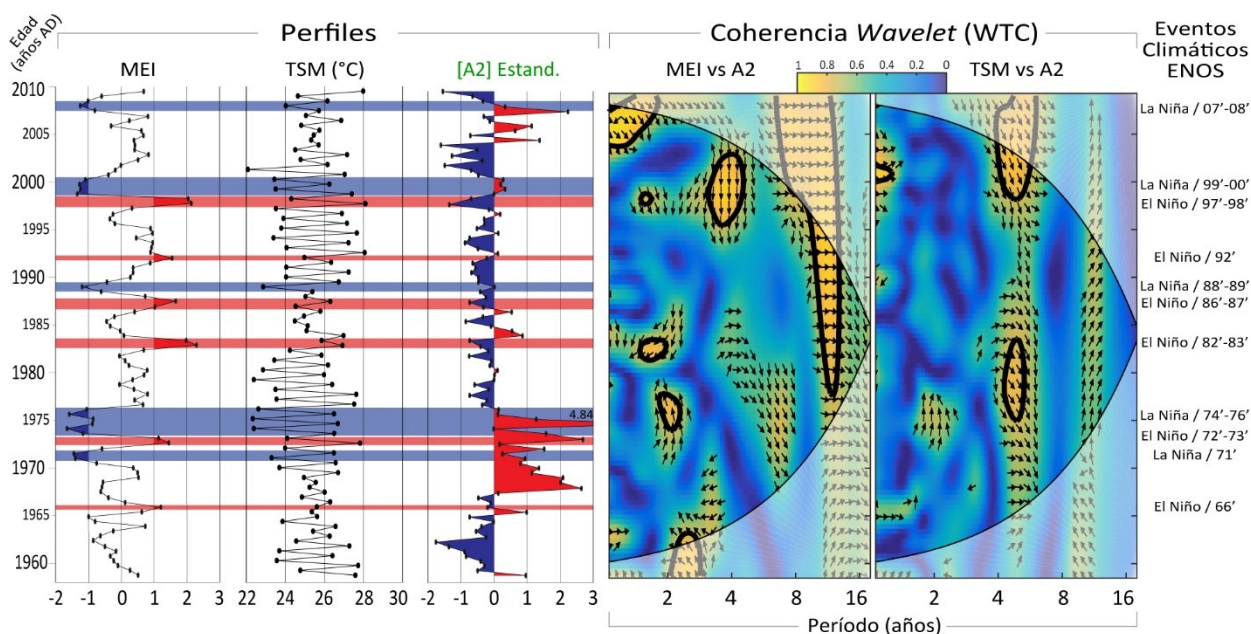 Edad
(años AD)
Perfiles
MEI
TSM (°C)
[A2] Estand.
2010
2005
2000
1995
1990
1985
1980
1975
1970
1965
1960
4.84
-2 -1 0 1 2 3
22 24 26 28 30
-2 -1 0 1 2 3
Coherencia Wavelet (WTC)
MEI vs A2
TSM vs A2
1 0.8 0.6 0.4 0.2 0
2 4 8 16
2 4 8 16
Período (años)
Eventos
Climáticos
ENOS
La Niña / 07'-08'
La Niña / 99'-00'
El Niño / 97'-98'
El Niño / 92'
La Niña / 88'-89'
El Niño / 86'-87'
El Niño / 82'-83'
La Niña / 74'-76'
El Niño / 72'-73'
La Niña / 71'
El Niño / 66'